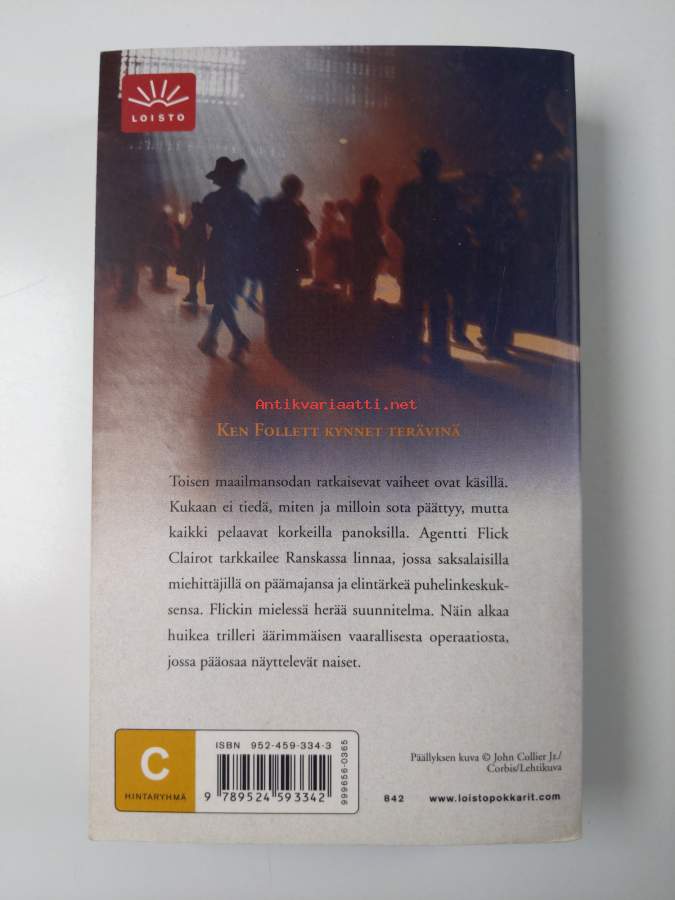 LOISTO
Antikvariaatti.net
KEN FOLLETT KYNNET TERÄVINÄ
Toisen maailmansodan ratkaisevat vaiheet ovat käsillä.
Kukaan ei tiedä, miten ja milloin sota päättyy, mutta
kaikki pelaavat korkeilla panoksilla. Agentti Flick
Clairot tarkkailee Ranskassa linnaa, jossa saksalaisilla
miehittäjillä on päämajansa ja elintärkeä puhelinkeskuk-
sensa. Flickin mielessä herää suunnitelma. Näin alkaa
huikea trilleri äärimmäisen vaarallisesta operaatiosta,
jossa pääosaa näyttelevät naiset.
C
HINTARYHMÄ
ISBN 952-459-334-3
9 789524 593342
999656-0365
Päällyksen kuva © John Collier Jr./
Corbis/Lehtikuva
842 www.loistopokkarit.com